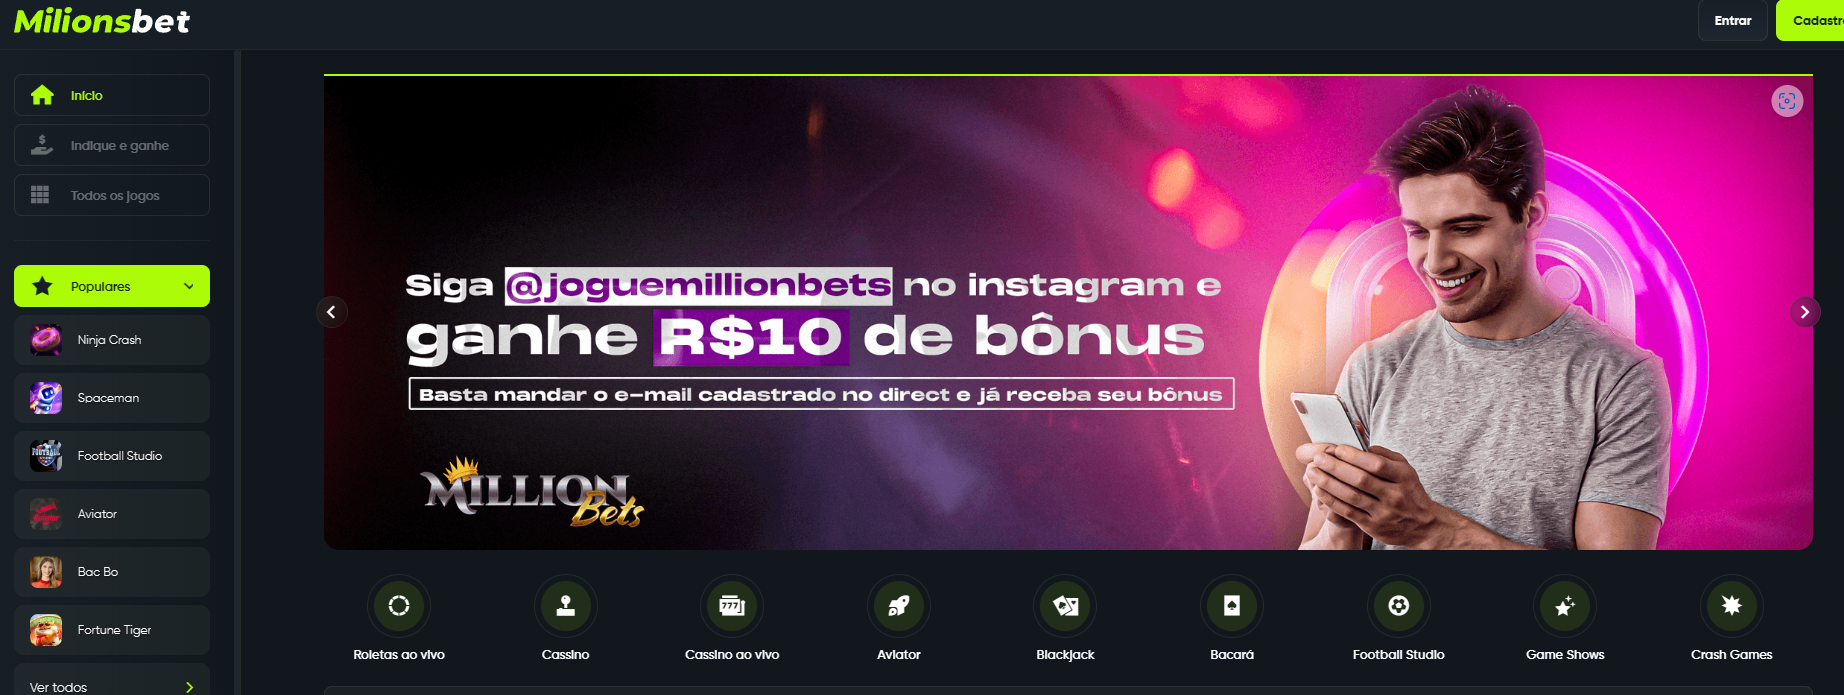 Milionsbet
Entrar
Início
Indique e ganhe
Todos os jogos
Populares
Ninja Crash
Spaceman
Football Studio
Aviator
Bac Bo
Fortune Tiger
Ver todos
Siga @joguemillionbets no instagram e
ganhe R$10 de bônus
Basta mandar o e-mail cadastrado no direct e já receba seu bônus
MILLION
Bets
Roletas ao vivo
Cassino
777
Cassino ao vivo
Aviator
Blackjack
Bacará
Football Studio
Game Shows
Crash Games